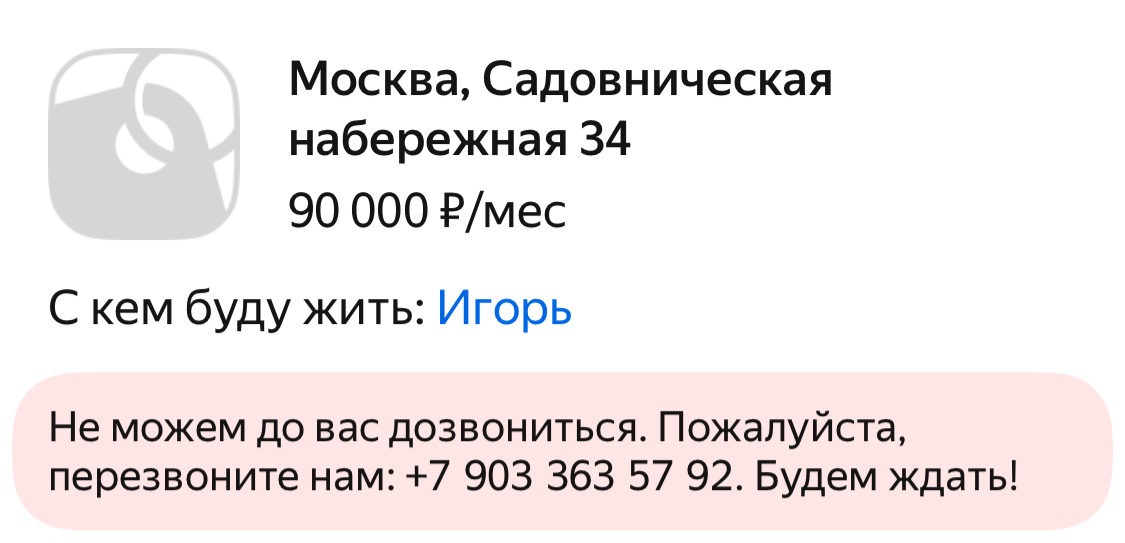 Москва, Садовническая
набережная 34
90 000 ₽/мес
С кем буду жить: Игорь
Не можем до вас дозвониться. Пожалуйста,
перезвоните нам: +7 903 363 57 92. Будем ждать!